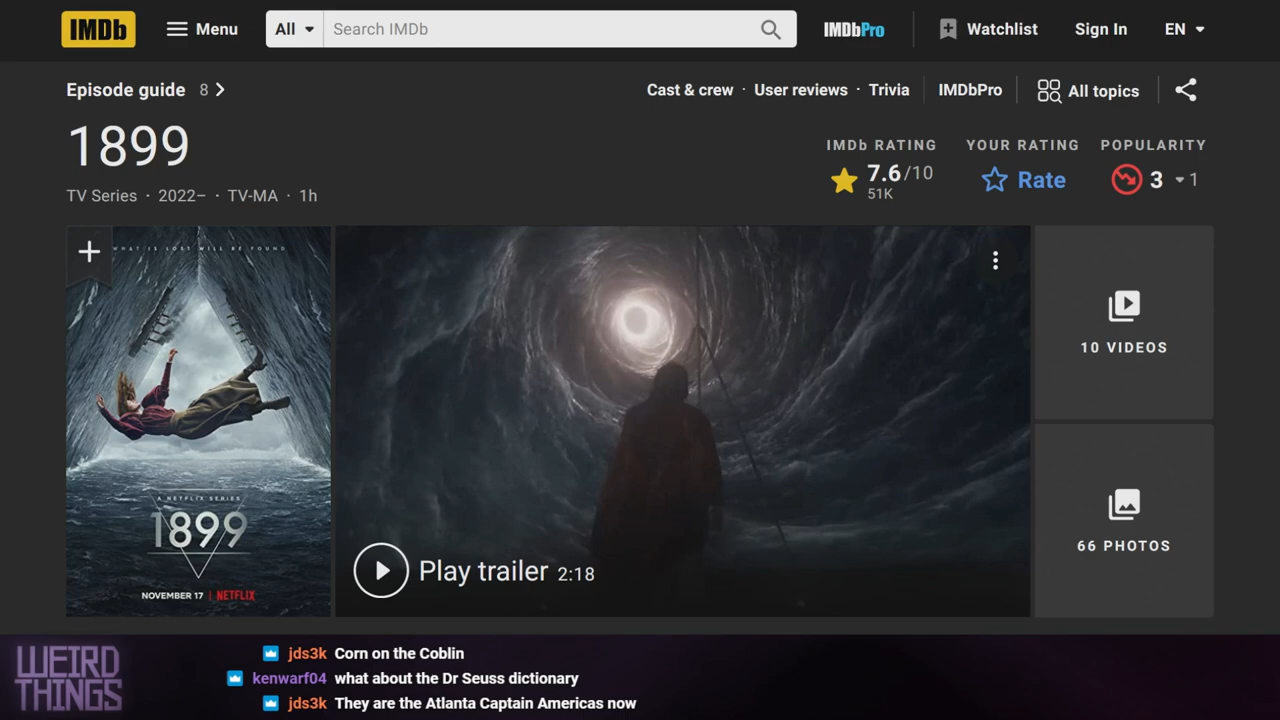 IMDb
Menu
All
Search IMDb
IMDbPro
Watchlist
Sign In
EN
Episode guide 8
Cast & crew · User reviews · Trivia
IMDbPro
All topics
1899
TV Series · 2022– · TV-MA · 1h
IMDb RATING
7.6/10
51K
YOUR RATING
Rate
POPULARITY
3
1
WHAT IS LOST WILL BE FOUND
A NETFLIX SERIES
1899
NOVEMBER 17 | NETFLIX
Play trailer 2:18
10 VIDEOS
66 PHOTOS
WEIRD
THINGS
jds3k Corn on the Coblin
kenwarf04 what about the Dr Seuss dictionary
jds3k They are the Atlanta Captain Americas now